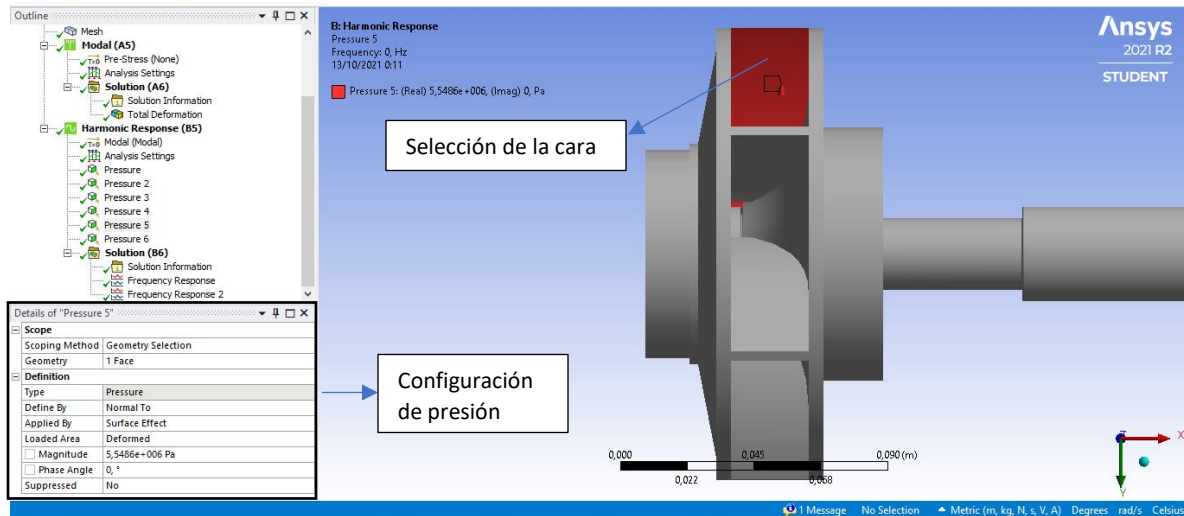 Outline
Mesh
Modal (A5)
Pre-Stress (None)
Analysis Settings
Solution (A6)
Solution Information
Total Deformation
Harmonic Response (B5)
Modal (Modal)
Analysis Settings
Pressure
Pressure 2
Pressure 3
Pressure 4
Pressure 5
Pressure 6
Solution (B6)
Solution Information
Frequency Response
Frequency Response 2
Details of "Pressure 5"
Scope
Scoping Method Geometry Selection
Geometry 1 Face
Definition
Type Pressure
Define By Normal To
Applied By Surface Effect
Loaded Area Deformed
Magnitude 5,5486e+006 Pa
Phase Angle 0, °
Suppressed No
B: Harmonic Response
Pressure 5
Frequency: 0, Hz
13/10/2021 0:11
Pressure 5: (Real) 5,5486e+006, (Imag) 0, Pa
Ansys
2021 R2
STUDENT
Selección de la cara
Configuración
de presión
0,000 0,045 0,090 (m)
0,022 0,068
Z
X
Y
1 Message No Selection Metric (m, kg, N, s, V, A) Degrees rad/s Celsius